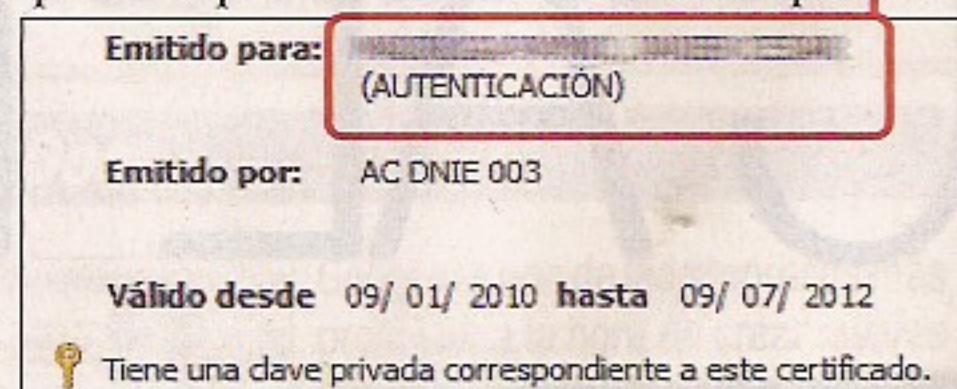 Emitido para:
(AUTENTICACIÓN)
Emitido por: AC DNIE 003
Válido desde 09/ 01/ 2010 hasta 09/ 07/ 2012
Tiene una clave privada correspondiente a este certificado.